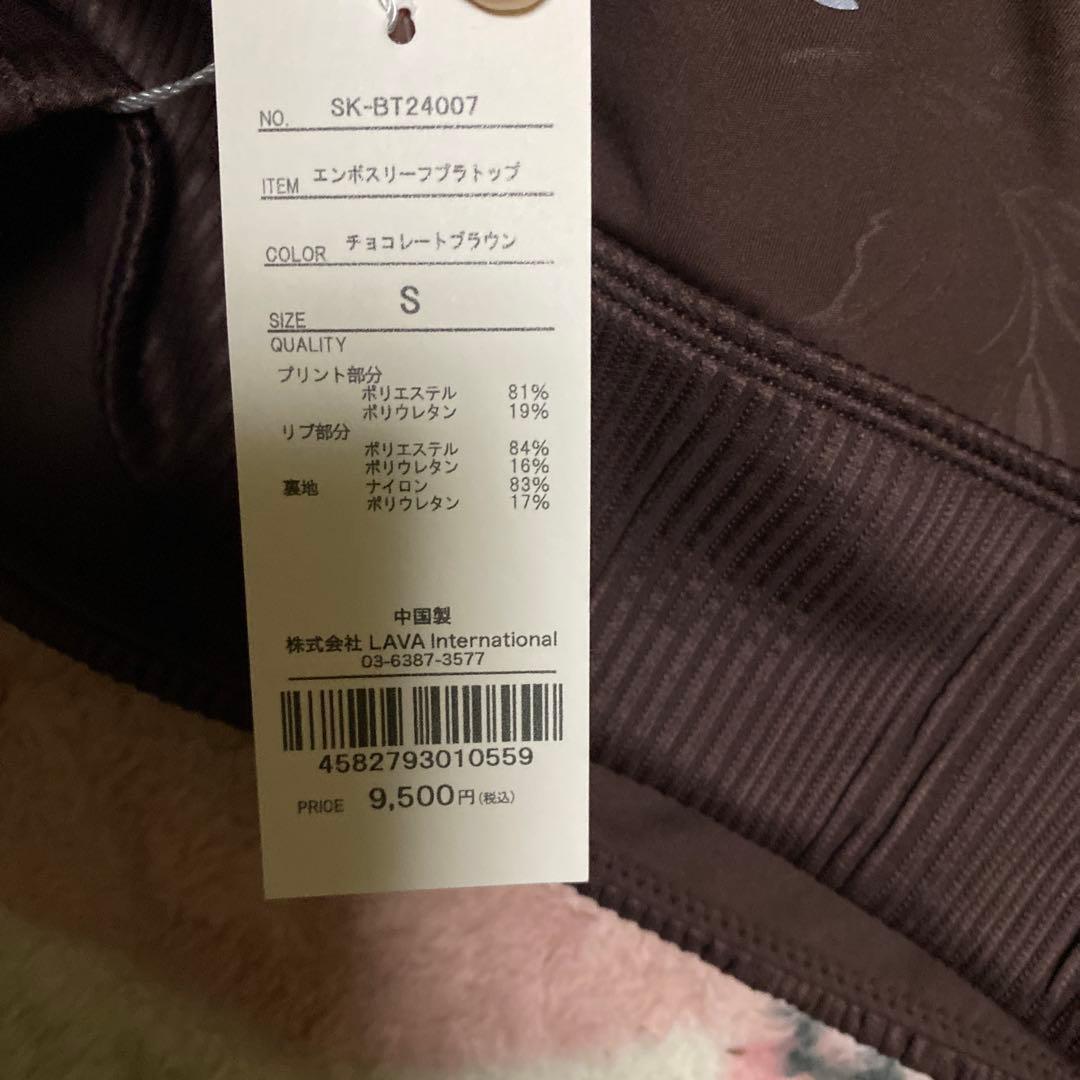 NO. SK-BT24007
ITEM エンボスリーフブラトップ
COLOR チョコレートブラウン
SIZE S
QUALITY
プリント部分
ポリエステル 81%
ポリウレタン 19%
リブ部分
ポリエステル 84%
ポリウレタン 16%
裏地 ナイロン 83%
ポリウレタン 17%
中国製
株式会社 LAVA International
03-6387-3577
4582793010559
PRICE 9,500円(税込)